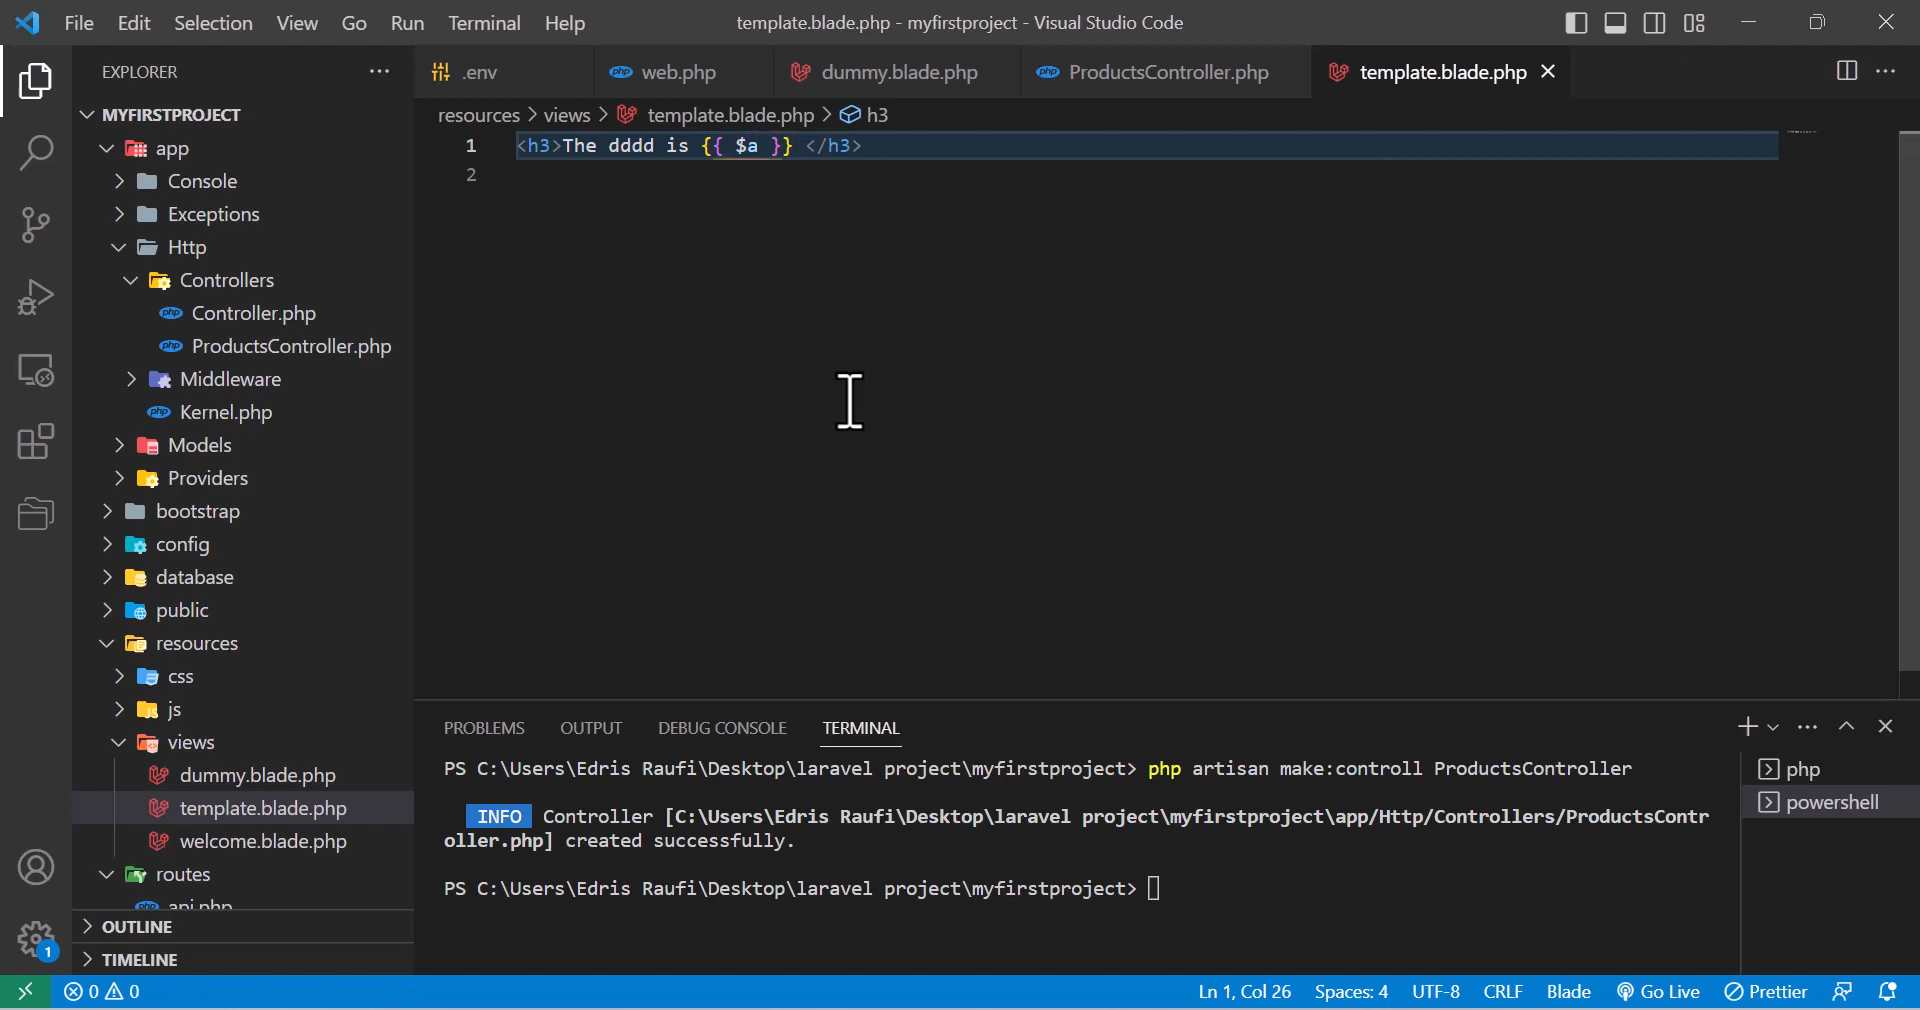 File Edit Selection View Go Run Terminal Help
template.blade.php - myfirstproject - Visual Studio Code
EXPLORER
.env
web.php
dummy.blade.php
ProductsController.php
template.blade.php
MYFIRSTPROJECT
resources > views > template.blade.php > h3
app
Console
Exceptions
Http
Controllers
Controller.php
ProductsController.php
Middleware
Kernel.php
Models
Providers
bootstrap
config
database
public
resources
css
js
views
dummy.blade.php
template.blade.php
welcome.blade.php
routes
api.php
OUTLINE
TIMELINE
1 <h3>The dddd is {{ $a }} </h3>
2
PROBLEMS OUTPUT DEBUG CONSOLE TERMINAL
PS C:\Users\Edris Raufi\Desktop\laravel project\myfirstproject> php artisan make:controll ProductsController
INFO Controller [C:\Users\Edris Raufi\Desktop\laravel project\myfirstproject\app/Http/Controllers/ProductsContr
oller.php] created successfully.
PS C:\Users\Edris Raufi\Desktop\laravel project\myfirstproject>
php
powershell
1
0 0
Ln 1, Col 26 Spaces: 4 UTF-8 CRLF Blade Go Live Prettier